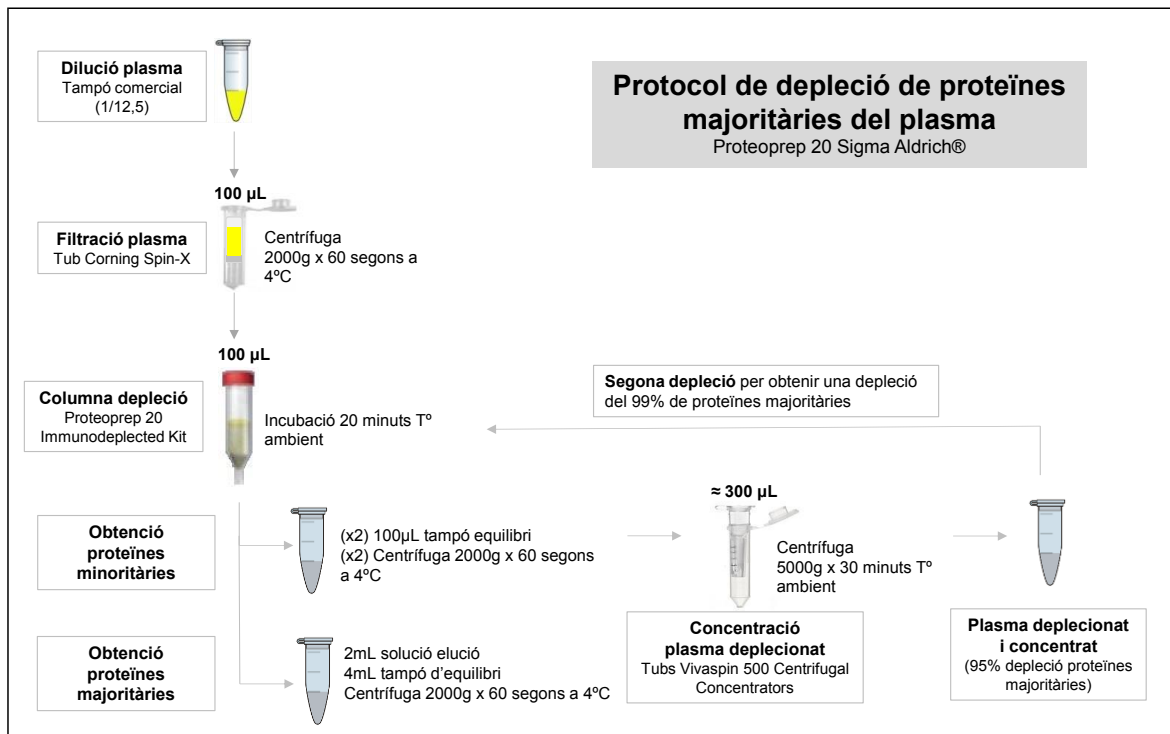 Dilució plasma
Tampó comercial
(1/12,5)
Protocol de depleció de proteïnes
majoritàries del plasma
Proteoprep 20 Sigma Aldrich®
100 µL
Filtració plasma
Tub Corning Spin-X
Centrífuga
2000g x 60 segons a
4ºC
100 µL
Columna depleció
Proteoprep 20
Immunodeplected Kit
Incubació 20 minuts Tº
ambient
Segona depleció per obtenir una depleció
del 99% de proteïnes majoritàries
Obtenció
proteïnes
minoritàries
(x2) 100µL tampó equilibri
(x2) Centrífuga 2000g x 60 segons
a 4ºC
≈ 300 µL
Centrífuga
5000g x 30 minuts Tº
ambient
Concentració
plasma deplecionat
Tubs Vivaspin 500 Centrifugal
Concentrators
Plasma deplecionat
i concentrat
(95% depleció proteïnes
majoritàries)
Obtenció
proteïnes
majoritàries
2mL solució elució
4mL tampó d'equilibri
Centrífuga 2000g x 60 segons a 4ºC